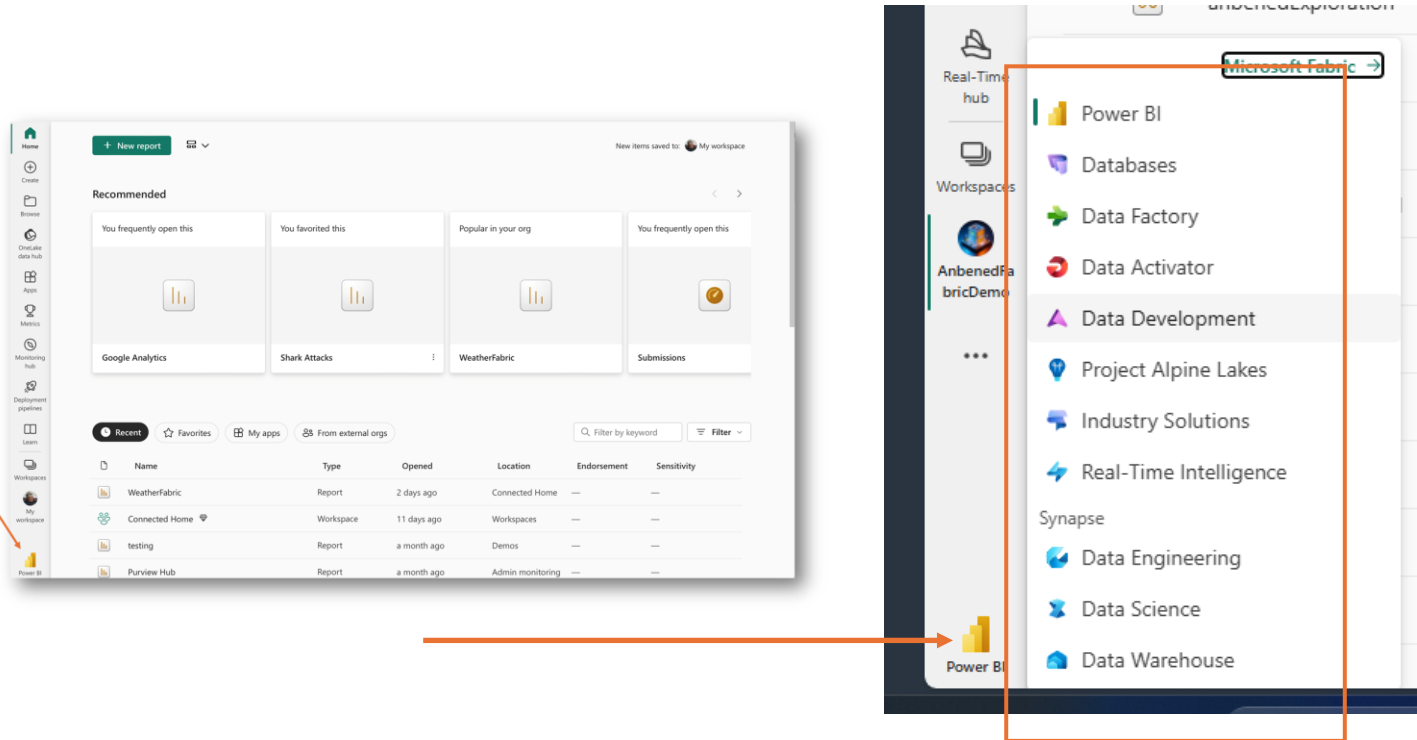 Home
Create
Browse
OneLake
data hub
Apps
Metrics
Monitoring
hub
Deployment
pipelines
Learn
Workspaces
My
workspace
Power BI
+ New report
New items saved to: My workspace
Recommended
You frequently open this
Google Analytics
You favorited this
Shark Attacks
Popular in your org
WeatherFabric
You frequently open this
Submissions
Recent Favorites My apps From external orgs
Filter by keyword Filter
Name Type Opened Location Endorsement Sensitivity
WeatherFabric Report 2 days ago Connected Home — —
Connected Home Workspace 11 days ago Workspaces — —
testing Report a month ago Demos — —
Purview Hub Report a month ago Admin monitoring — —
anbenedExploration
Real-Time
hub
Workspaces
AnbenedFa
bricDemo
Power BI
Microsoft Fabric →
Power BI
Databases
Data Factory
Data Activator
Data Development
Project Alpine Lakes
Industry Solutions
Real-Time Intelligence
Synapse
Data Engineering
Data Science
Data Warehouse